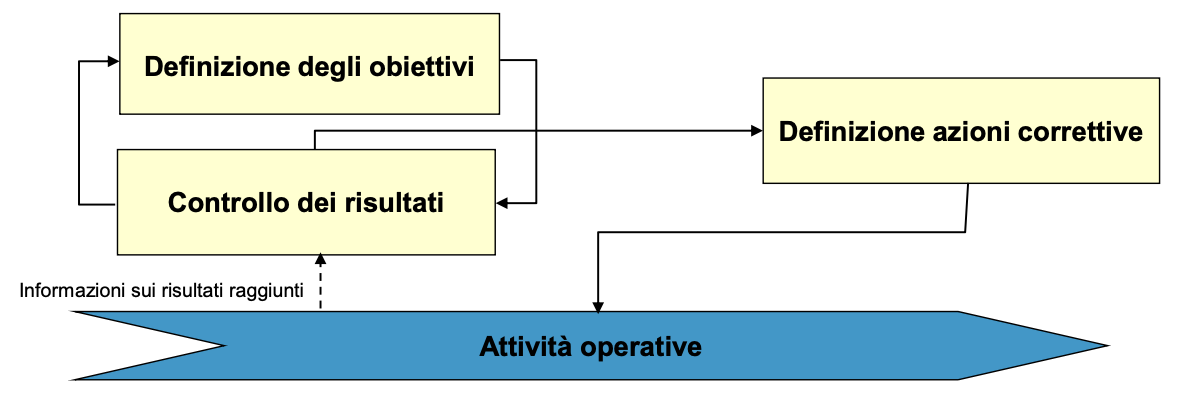 Definizione degli obiettivi
Definizione azioni correttive
Controllo dei risultati
Informazioni sui risultati raggiunti
Attività operative